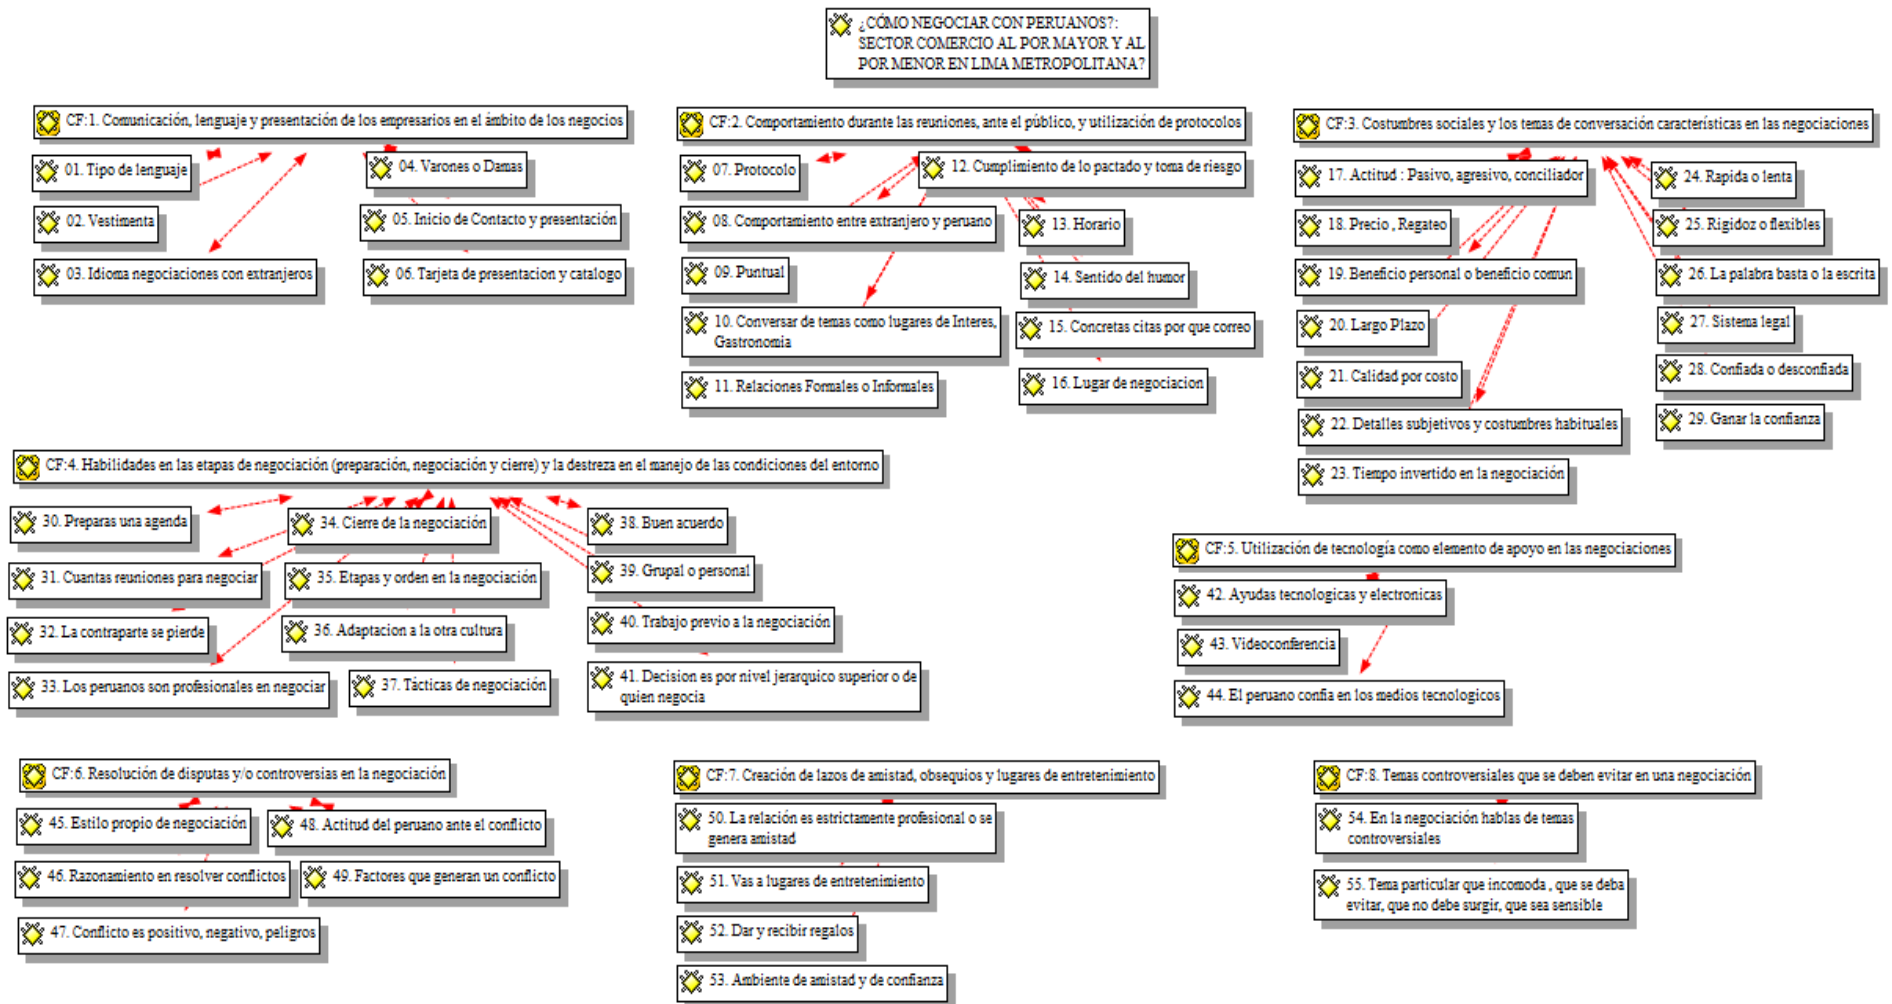 ¿CÓMO NEGOCIAR CON PERUANOS?:
SECTOR COMERCIO AL POR MAYOR Y AL
POR MENOR EN LIMA METROPOLITANA?
CF:1. Comunicación, lenguaje y presentación de los empresarios en el ámbito de los negocios
01. Tipo de lenguaje
02. Vestimenta
03. Idioma negociaciones con extranjeros
04. Varones o Damas
05. Inicio de Contacto y presentación
06. Tarjeta de presentacion y catalogo
CF:2. Comportamiento durante las reuniones, ante el público, y utilización de protocolos
07. Protocolo
08. Comportamiento entre extranjero y peruano
09. Puntual
10. Conversar de temas como lugares de Interes,
Gastronomia
11. Relaciones Formales o Informales
12. Cumplimiento de lo pactado y toma de riesgo
13. Horario
14. Sentido del humor
15. Concretas citas por que correo
16. Lugar de negociacion
CF:3. Costumbres sociales y los temas de conversación características en las negociaciones
17. Actitud : Pasivo, agresivo, conciliador
18. Precio , Regateo
19. Beneficio personal o beneficio comun
20. Largo Plazo
21. Calidad por costo
22. Detalles subjetivos y costumbres habituales
23. Tiempo invertido en la negociación
24. Rapida o lenta
25. Rigidoz o flexibles
26. La palabra basta o la escrita
27. Sistema legal
28. Confiada o desconfiada
29. Ganar la confianza
CF:4. Habilidades en las etapas de negociación (preparación, negociación y cierre) y la destreza en el manejo de las condiciones del entorno
30. Preparas una agenda
31. Cuantas reuniones para negociar
32. La contraparte se pierde
33. Los peruanos son profesionales en negociar
34. Cierre de la negociación
35. Etapas y orden en la negociación
36. Adaptacion a la otra cultura
37. Tácticas de negociación
38. Buen acuerdo
39. Grupal o personal
40. Trabajo previo a la negociación
41. Decision es por nivel jerarquico superior o de
quien negocia
CF:5. Utilización de tecnología como elemento de apoyo en las negociaciones
42. Ayudas tecnologicas y electronicas
43. Videoconferencia
44. El peruano confia en los medios tecnologicos
CF:6. Resolución de disputas y/o controversias en la negociación
45. Estilo propio de negociación
46. Razonamiento en resolver conflictos
47. Conflicto es positivo, negativo, peligros
48. Actitud del peruano ante el conflicto
49. Factores que generan un conflicto
CF:7. Creación de lazos de amistad, obsequios y lugares de entretenimiento
50. La relación es estrictamente profesional o se
genera amistad
51. Vas a lugares de entretenimiento
52. Dar y recibir regalos
53. Ambiente de amistad y de confianza
CF:8. Temas controversiales que se deben evitar en una negociación
54. En la negociación hablas de temas
controversiales
55. Tema particular que incomoda , que se deba
evitar, que no debe surgir, que sea sensible